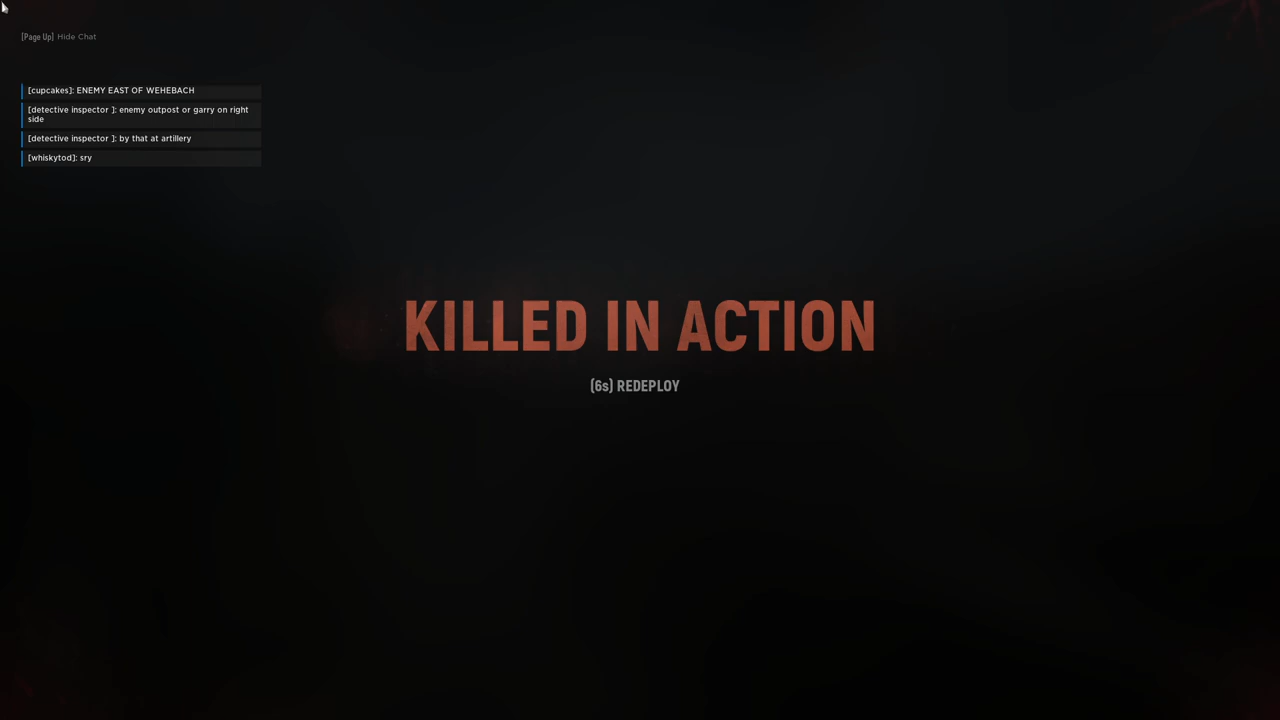 [Page Up] Hide Chat
[cupcakes]: ENEMY EAST OF WEHEBACH
[detective inspector ]: enemy outpost or garry on right
side
[detective inspector ]: by that at artillery
[whiskytod]: sry
KILLED IN ACTION
(6s) REDEPLOY